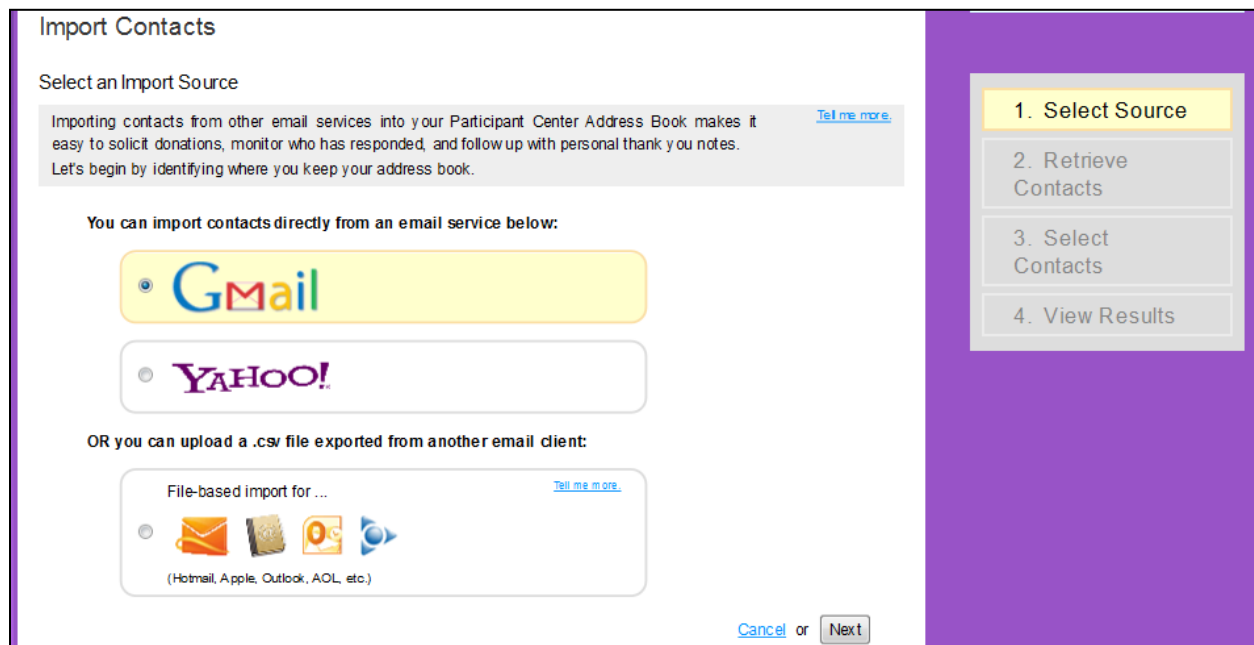 Import Contacts
Select an Import Source
Importing contacts from other email services into your Participant Center Address Book makes it
easy to solicit donations, monitor who has responded, and follow up with personal thank you notes.
Let's begin by identifying where you keep your address book.
Tell me more.
You can import contacts directly from an email service below:
Gmail
YAHOO!
OR you can upload a .csv file exported from another email client:
File-based import for ...
Tell me more.
(Hotmail, Apple, Outlook, AOL, etc.)
Cancel or Next
1. Select Source
2. Retrieve
Contacts
3. Select
Contacts
4. View Results